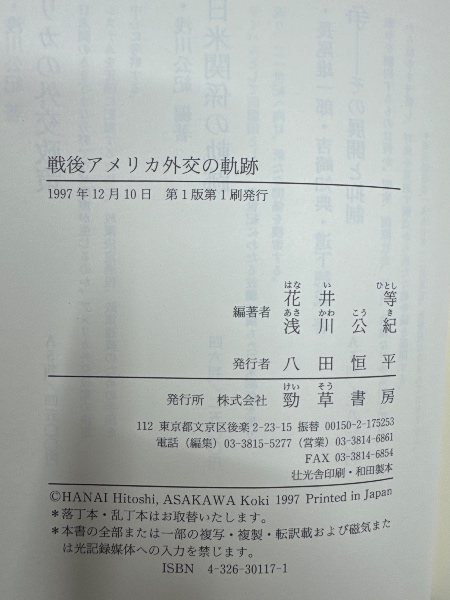 戦後アメリカ外交の軌跡
1997年12月10日 第1版第1刷発行
はな い ひとし
花井 等
編著者
あさ かわ こう き
浅川公紀
発行者 八田恒平
けい そう
発行所 株式会社 勁草書房
112 東京都文京区後楽2-23-15 振替 00150-2-175253
電話(編集)03-3815-5277(営業)03-3814-6861
FAX 03-3814-6854
壮光舎印刷・和田製本
©HANAI Hitoshi, ASAKAWA Koki 1997 Printed in Japan
*落丁本・乱丁本はお取替いたします。
*本書の全部または一部の複写・複製・転訳載および磁気また
は光記録媒体への入力を禁じます。
ISBN 4-326-30117-1